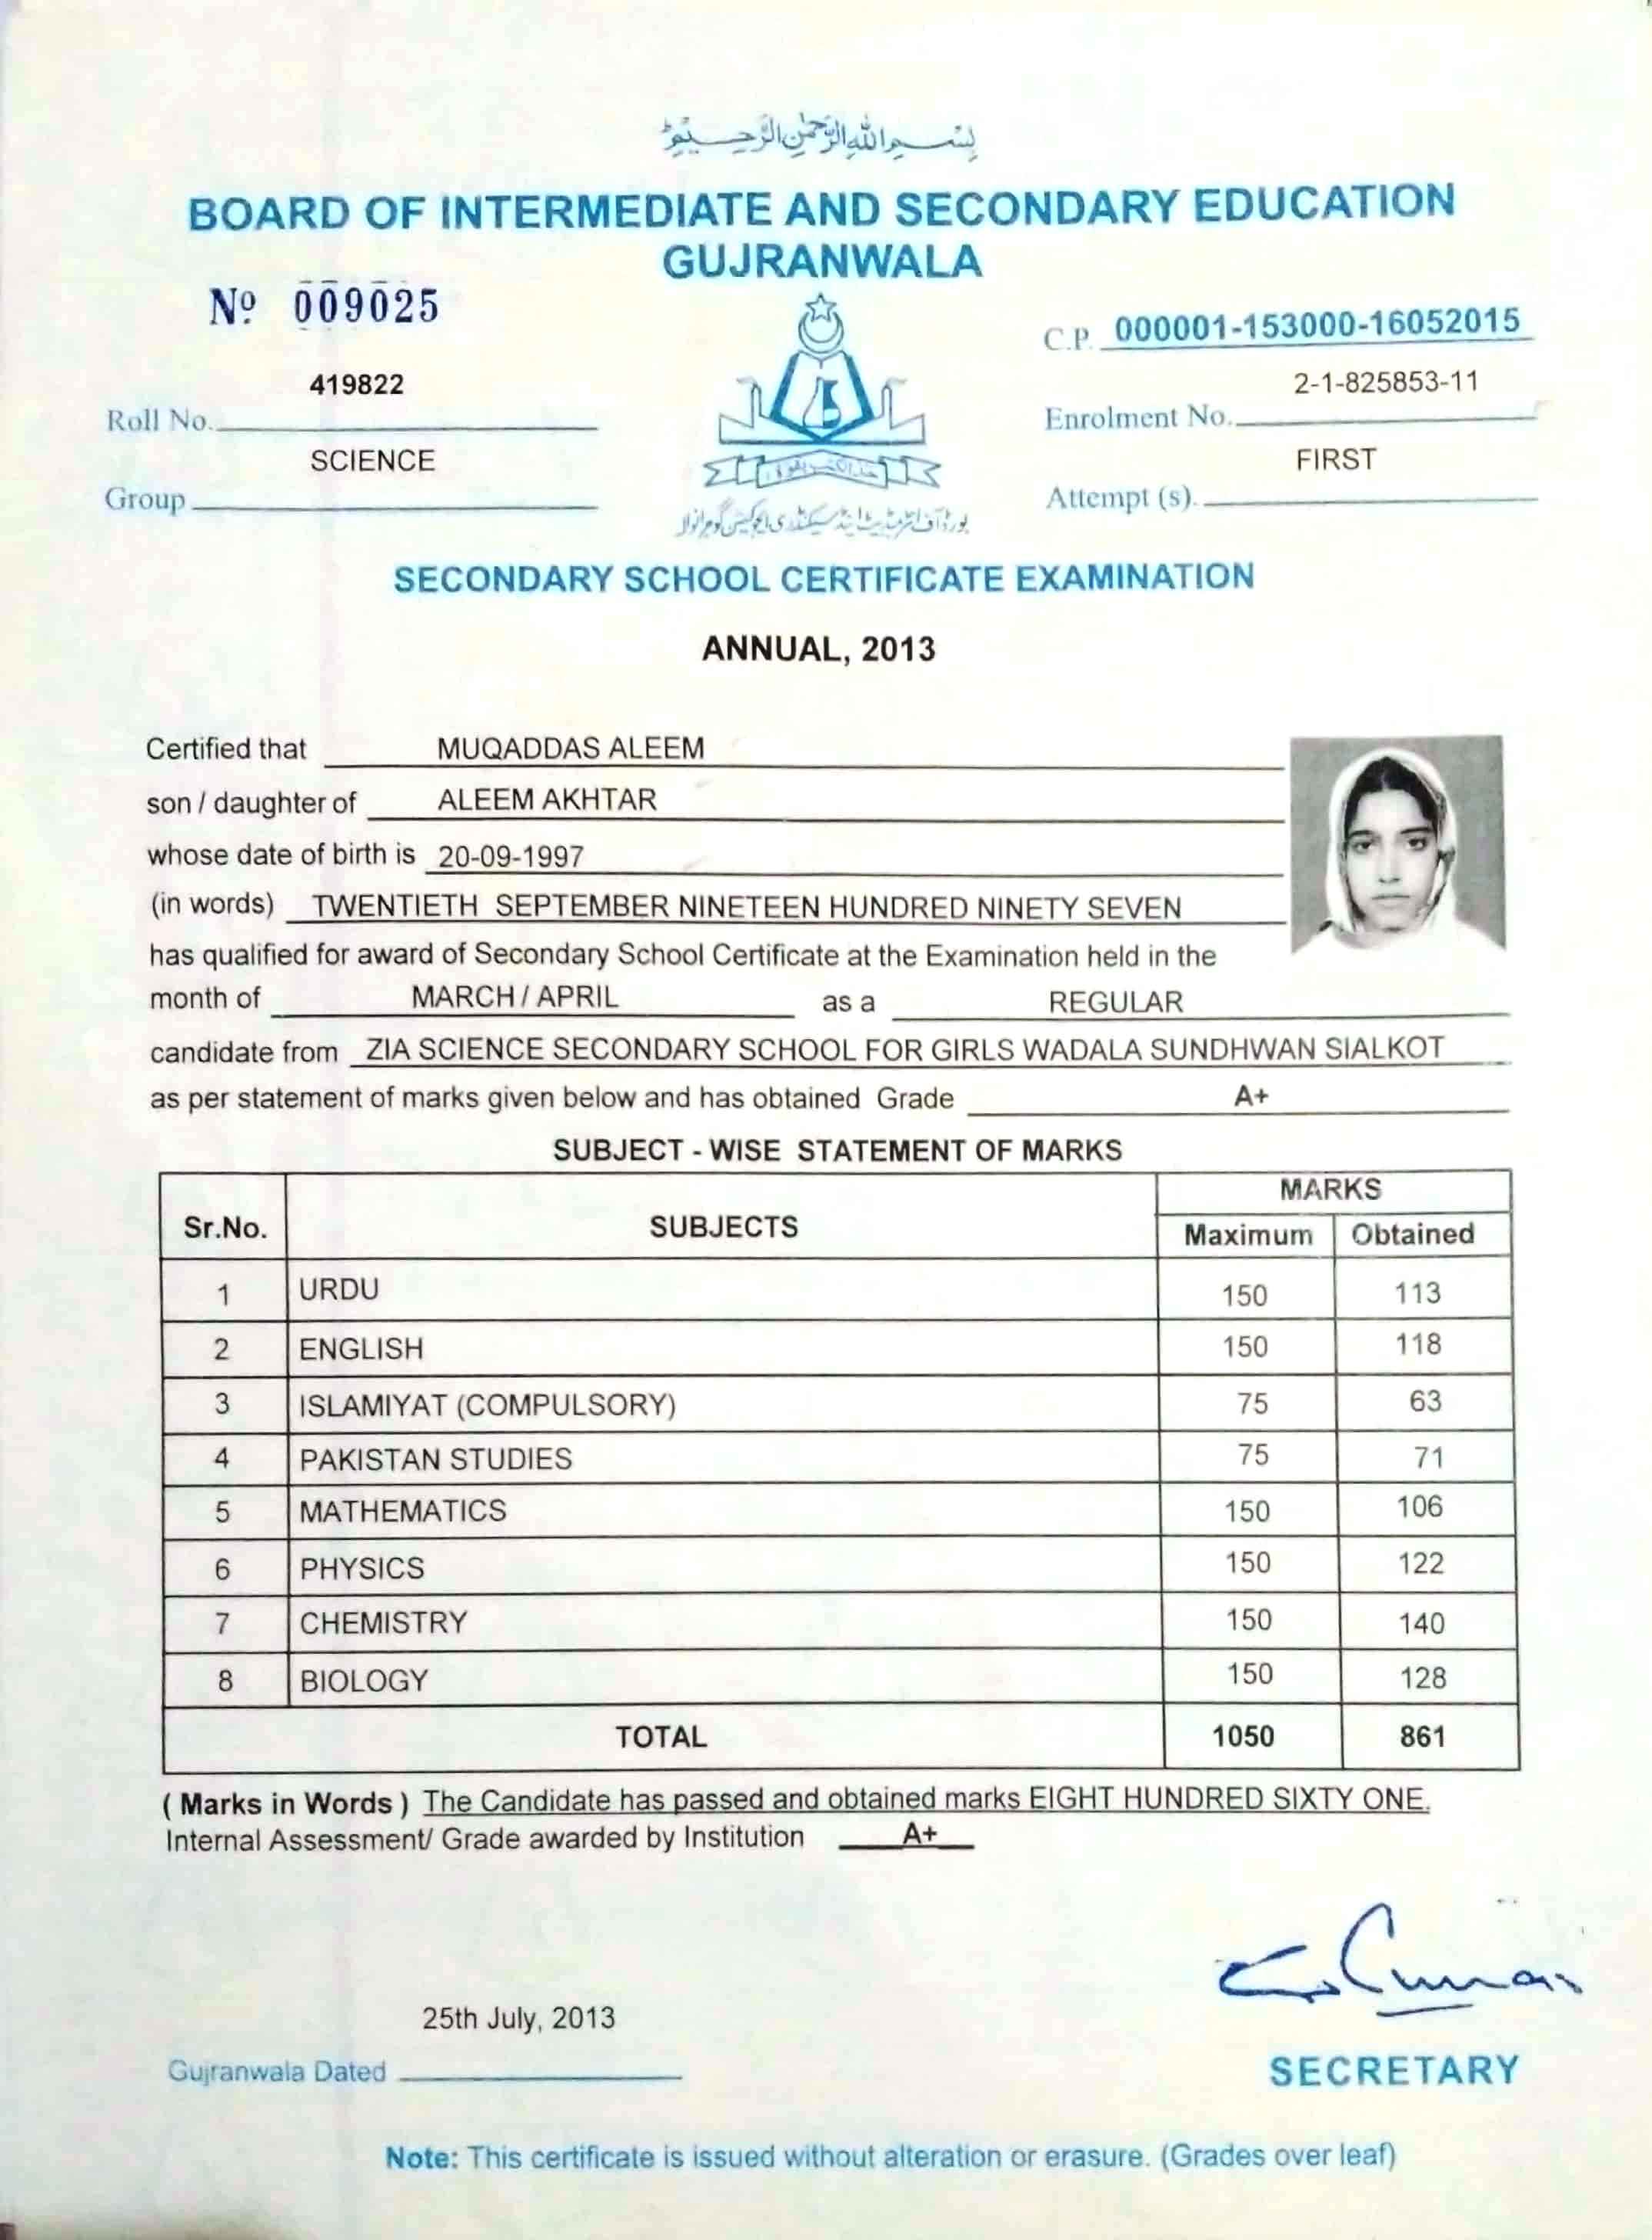 بِسْمِ اللهِ الرَّحْمٰنِ الرَّحِيْمِ
BOARD OF INTERMEDIATE AND SECONDARY EDUCATION
GUJRANWALA
Nº 009025
C.P. 000001-153000-16052015
Roll No. 419822
Enrolment No. 2-1-825853-11
Group SCIENCE
Attempt (s). FIRST
بورڈ آف انٹرمیڈیٹ اینڈ سیکنڈری ایجوکیشن گوجرانوالہ
SECONDARY SCHOOL CERTIFICATE EXAMINATION
ANNUAL, 2013
Certified that MUQADDAS ALEEM
son / daughter of ALEEM AKHTAR
whose date of birth is 20-09-1997
(in words) TWENTIETH SEPTEMBER NINETEEN HUNDRED NINETY SEVEN
has qualified for award of Secondary School Certificate at the Examination held in the
month of MARCH / APRIL as a REGULAR
candidate from ZIA SCIENCE SECONDARY SCHOOL FOR GIRLS WADALA SUNDHWAN SIALKOT
as per statement of marks given below and has obtained Grade A+
SUBJECT - WISE STATEMENT OF MARKS
Sr.No. SUBJECTS MARKS
Maximum Obtained
1 URDU 150 113
2 ENGLISH 150 118
3 ISLAMIYAT (COMPULSORY) 75 63
4 PAKISTAN STUDIES 75 71
5 MATHEMATICS 150 106
6 PHYSICS 150 122
7 CHEMISTRY 150 140
8 BIOLOGY 150 128
TOTAL 1050 861
( Marks in Words ) The Candidate has passed and obtained marks EIGHT HUNDRED SIXTY ONE.
Internal Assessment/ Grade awarded by Institution A+
25th July, 2013
Gujranwala Dated
SECRETARY
Note: This certificate is issued without alteration or erasure. (Grades over leaf)